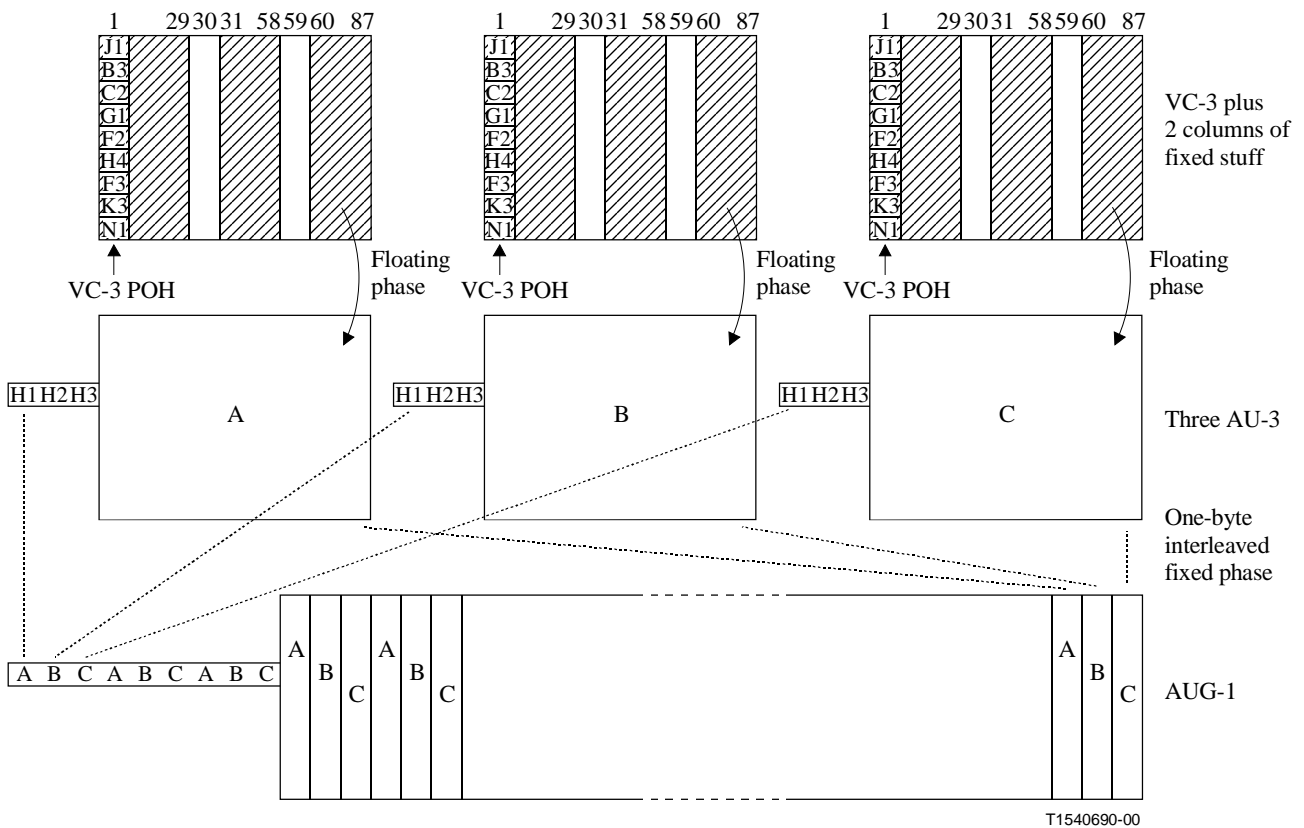 1 29 30 31 58 59 60 87
1 29 30 31 58 59 60 87
1 29 30 31 58 59 60 87
J1
B3
C2
G1
F2
H4
F3
K3
N1
J1
B3
C2
G1
F2
H4
F3
K3
N1
J1
B3
C2
G1
F2
H4
F3
K3
N1
VC-3 plus
2 columns of
fixed stuff
VC-3 POH
Floating
phase
VC-3 POH
Floating
phase
VC-3 POH
Floating
phase
H1 H2 H3
A
H1 H2 H3
B
H1 H2 H3
C
Three AU-3
One-byte
interleaved
fixed phase
A B C A B C A B C
A
B
C
A
B
C
A
B
C
AUG-1
T1540690-00